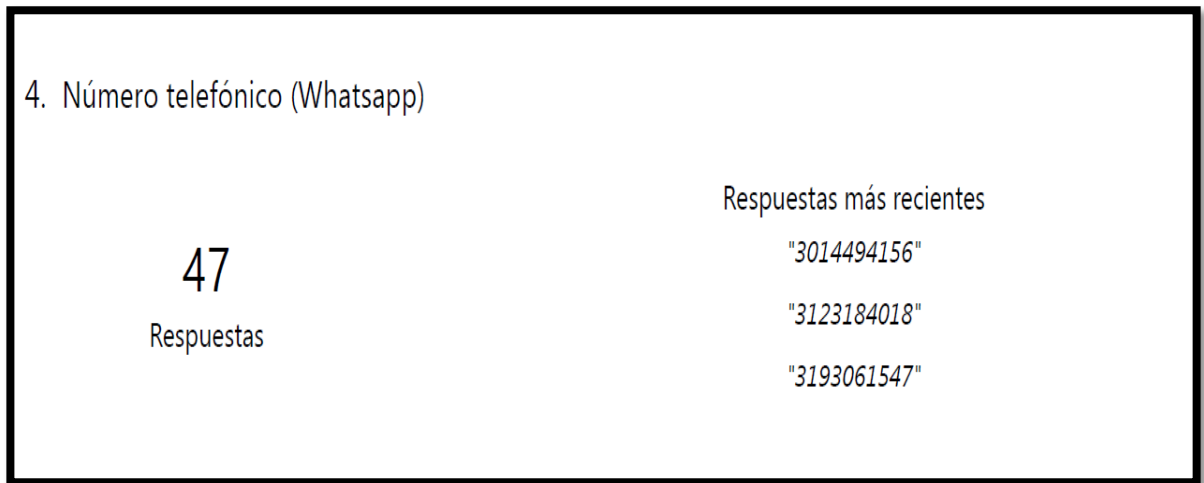 4. Número telefónico (Whatsapp)
47
Respuestas
Respuestas más recientes
"3014494156"
"3123184018"
"3193061547"